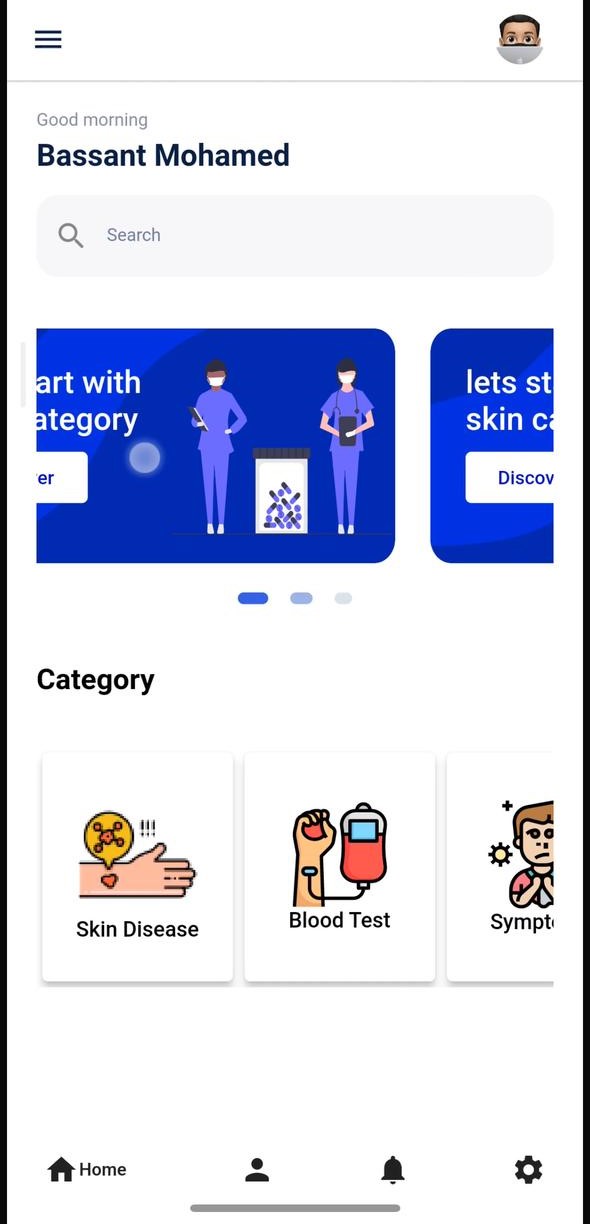 Good morning
Bassant Mohamed
Search
art with
ategory
er
lets st
skin ca
Discov
Category
Skin Disease
Blood Test
Sympt
Home